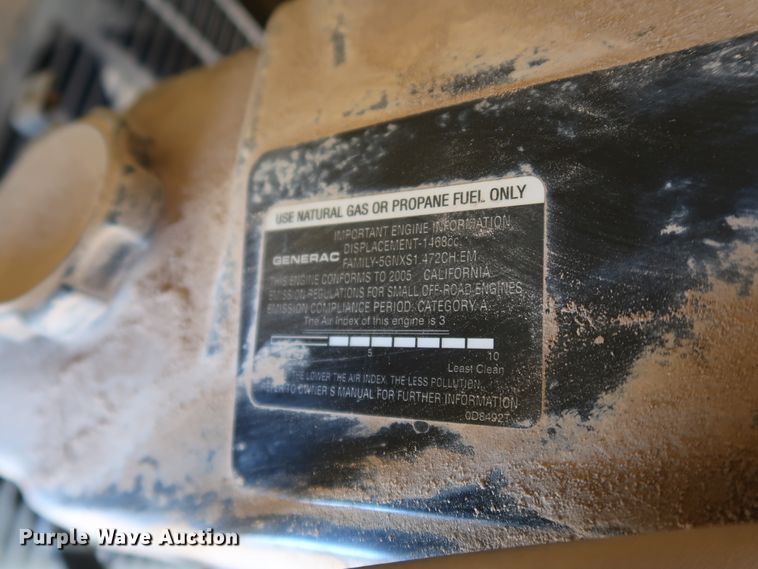 USE NATURAL GAS OR PROPANE FUEL ONLY
IMPORTANT ENGINE INFORMATION
DISPLACEMENT-1468cc
GENERAC FAMILY-5GNXS1.472CH:EM
THIS ENGINE CONFORMS TO 2005 CALIFORNIA
EMISSION REGULATIONS FOR SMALL OFF-ROAD ENGINES
EMISSION COMPLIANCE PERIOD: CATEGORY A
The Air Index of this engine is 3
5 10
Least Clean
THE LOWER THE AIR INDEX, THE LESS POLLUTION.
TO OWNER'S MANUAL FOR FURTHER INFORMATION
0D8492T
Purple Wave Auction